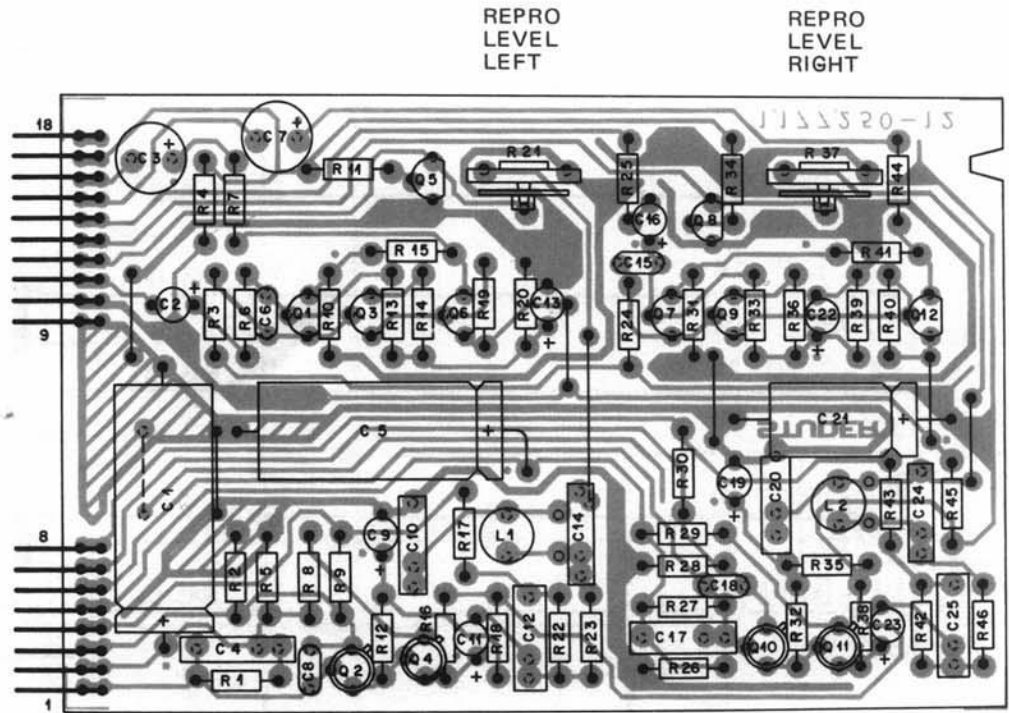 REPRO
LEVEL
LEFT
REPRO
LEVEL
RIGHT
18
1.177.250-12
C3
C7
R4
R7
R11
Q5
R21
R25
C16
Q8
R34
R37
R44
R15
C15
R41
C2
R3
R6
C6
Q1
R10
Q3
R13
R14
Q6
R19
R20
C13
R24
Q7
R31
Q9
R33
R36
C22
R39
R40
Q12
9
C1
C5
C21
STUDER
R30
C19
C20
L2
R43
C24
R45
8
R2
R5
R8
R9
C9
C10
R17
L1
C14
R29
R28
C18
R35
R27
R12
R16
Q4
C11
R18
C12
R22
R23
C17
Q10
R32
Q11
R38
C23
R42
C25
R46
C4
C8
Q2
R1
R26
1